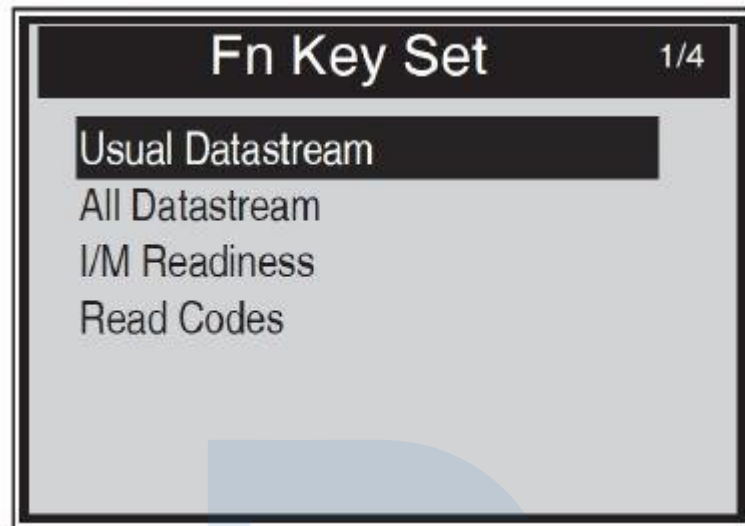 Fn Key Set 1/4
Usual Datastream
All Datastream
I/M Readiness
Read Codes